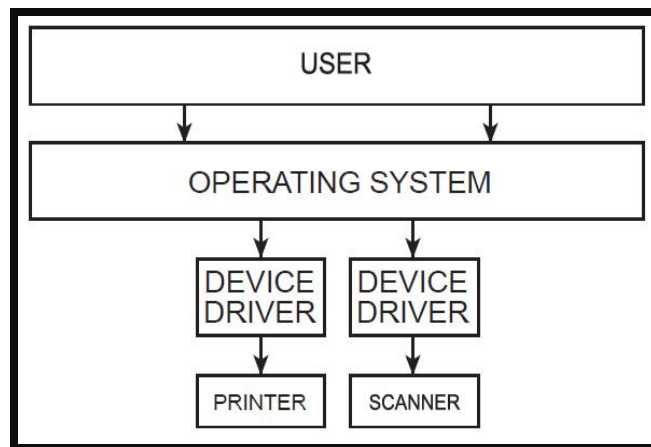 USER
OPERATING SYSTEM
DEVICE DEVICE
DRIVER DRIVER
PRINTER SCANNER